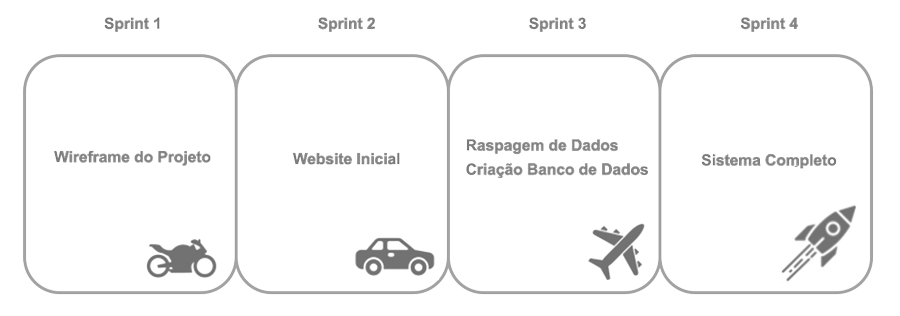 Sprint 1
Sprint 2
Sprint 3
Sprint 4
Wireframe do Projeto
Website Inicial
Raspagem de Dados
Criação Banco de Dados
Sistema Completo